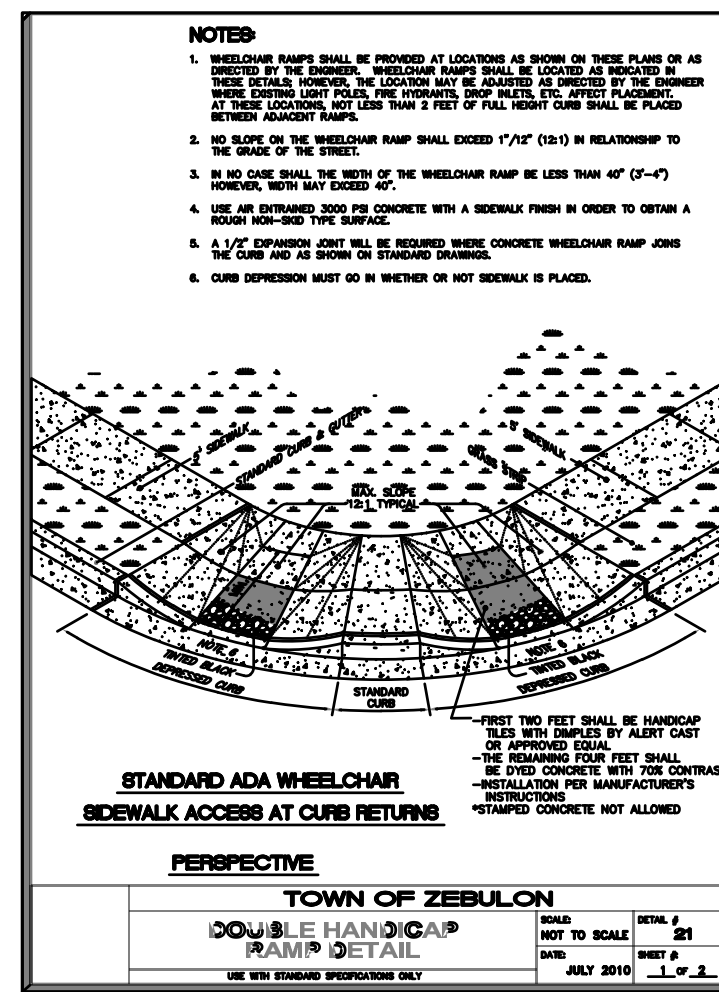 NOTES:
1. WHEELCHAIR RAMPS SHALL BE PROVIDED AT LOCATIONS AS SHOWN ON THESE PLANS OR AS
DIRECTED BY THE ENGINEER. WHEELCHAIR RAMPS SHALL BE LOCATED AS INDICATED IN
THESE DETAILS; HOWEVER, THE LOCATION MAY BE ADJUSTED AS DIRECTED BY THE ENGINEER
WHERE EXISTING LIGHT POLES, FIRE HYDRANTS, DROP INLETS, ETC. AFFECT PLACEMENT.
AT THESE LOCATIONS, NOT LESS THAN 2 FEET OF FULL HEIGHT CURB SHALL BE PLACED
BETWEEN ADJACENT RAMPS.
2. NO SLOPE ON THE WHEELCHAIR RAMP SHALL EXCEED 1"/12" (12:1) IN RELATIONSHIP TO
THE GRADE OF THE STREET.
3. IN NO CASE SHALL THE WIDTH OF THE WHEELCHAIR RAMP BE LESS THAN 40" (3'-4")
HOWEVER, WIDTH MAY EXCEED 40".
4. USE AIR ENTRAINED 3000 PSI CONCRETE WITH A SIDEWALK FINISH IN ORDER TO OBTAIN A
ROUGH NON-SKID TYPE SURFACE.
5. A 1/2" EXPANSION JOINT WILL BE REQUIRED WHERE CONCRETE WHEELCHAIR RAMP JOINS
THE CURB AND AS SHOWN ON STANDARD DRAWINGS.
6. CURB DEPRESSION MUST GO IN WHETHER OR NOT SIDEWALK IS PLACED.
5' SIDEWALK
STANDARD CURB & GUTTER
GRASS STRIP
5' SIDEWALK
MAX. SLOPE
12:1 TYPICAL
NOTE 6
TINTED BLACK
DEPRESSED CURB
STANDARD
CURB
NOTE 6
TINTED BLACK
DEPRESSED CURB
-FIRST TWO FEET SHALL BE HANDICAP
TILES WITH DIMPLES BY ALERT CAST
OR APPROVED EQUAL
-THE REMAINING FOUR FEET SHALL
BE DYED CONCRETE WITH 70% CONTRAS
-INSTALLATION PER MANUFACTURER'S
INSTRUCTIONS
*STAMPED CONCRETE NOT ALLOWED
STANDARD ADA WHEELCHAIR
SIDEWALK ACCESS AT CURB RETURNS
PERSPECTIVE
TOWN OF ZEBULON
DOUBLE HANDICAP
RAMP DETAIL
USE WITH STANDARD SPECIFICATIONS ONLY
SCALE:
NOT TO SCALE
DETAIL #
21
DATE:
JULY 2010
SHEET #:
1 OF 2